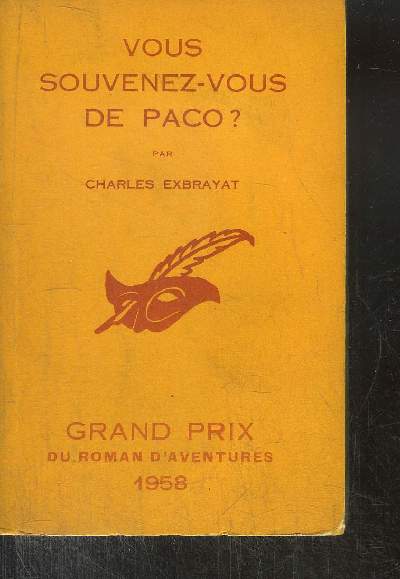 VOUS
SOUVENEZ-VOUS
DE PACO?
PAR
CHARLES EXBRAYAT
GRAND PRIX
DU ROMAN D'AVENTURES
1958